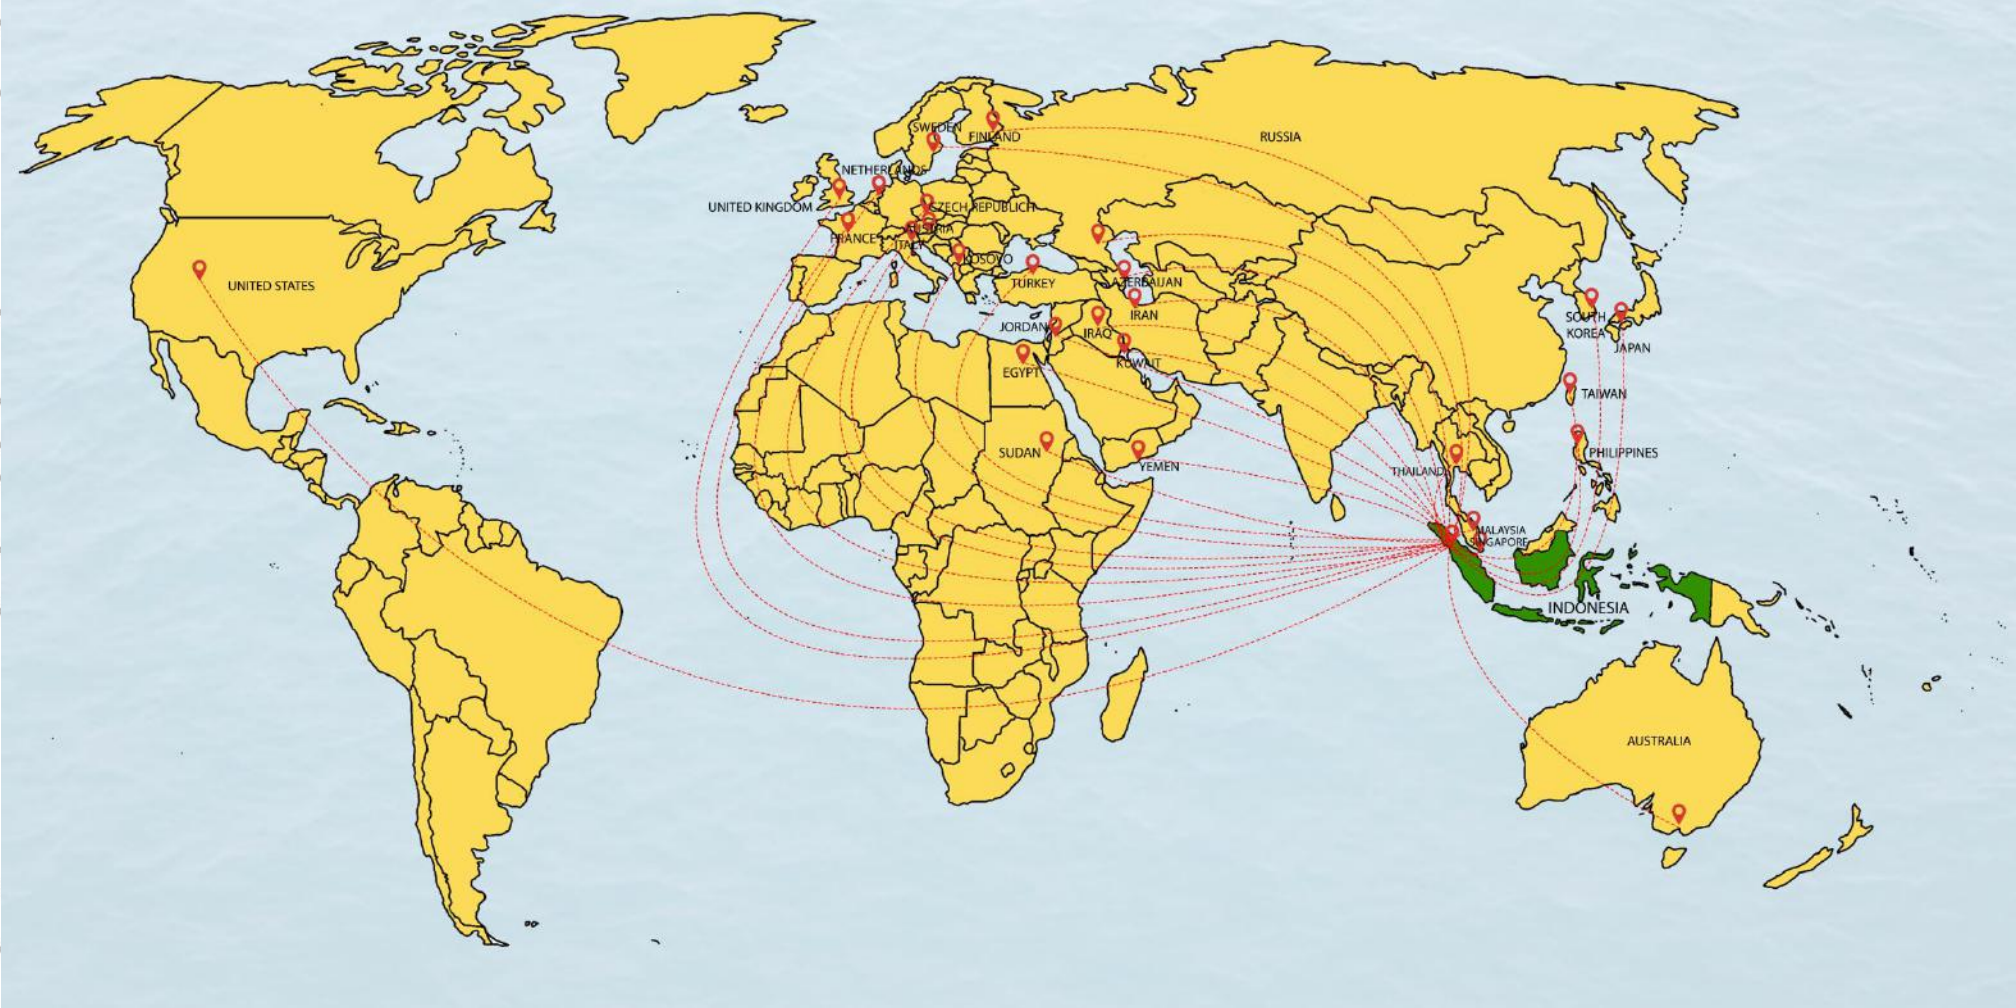 SWEDEN
FINLAND
RUSSIA
NETHERLANDS
UNITED KINGDOM
CZECH REPUBLICH
FRANCE
AUSTRIA
ITALY
KOSOVO
TURKEY
AZERBAIJAN
UNITED STATES
IRAN
JORDAN
IRAQ
SOUTH
KOREA
JAPAN
KUWAIT
EGYPT
TAIWAN
SUDAN
YEMEN
THAILAND
PHILIPPINES
MALAYSIA
SINGAPORE
INDONESIA
AUSTRALIA